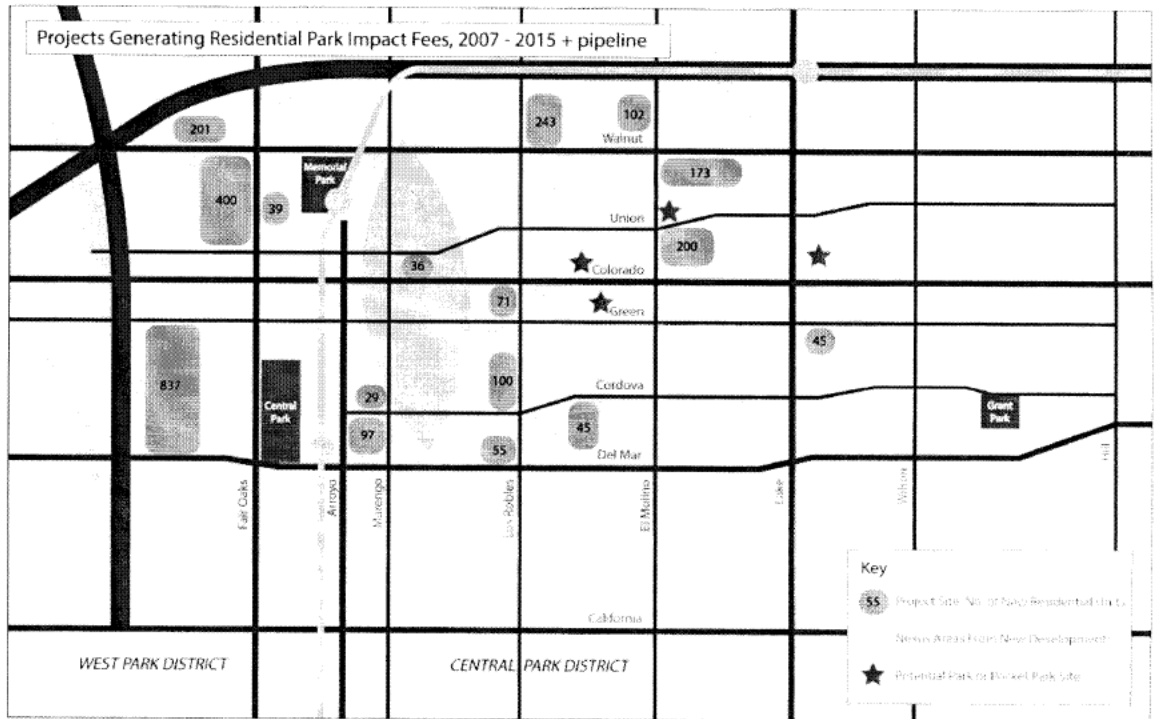 Projects Generating Residential Park Impact Fees, 2007 - 2015 + pipeline
201
243
102
Walnut
400
Memorial
Park
39
173
Union
36
200
Colorado
71
Green
45
837
Central
Park
29
100
Cordova
97
45
Grant
Park
55
Del Mar
Fair Oaks
Arroyo
Marengo
Los Robles
El Molino
Lake
Wilson
Hill
Key
55 Project Site, No. of New Residential Units
Nexus Areas From New Development
Potential Park or Pocket Park Site
California
WEST PARK DISTRICT
CENTRAL PARK DISTRICT